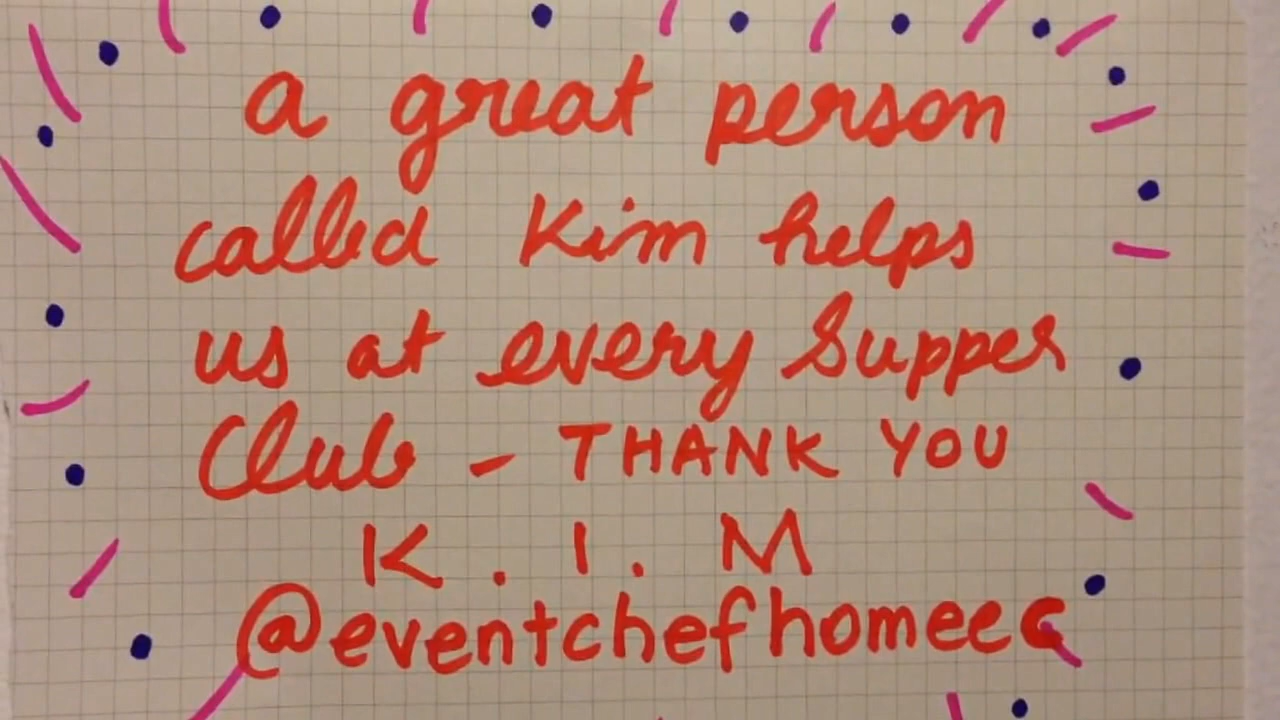 a great person
called Kim helps
us at every Supper
Club - THANK YOU
K. I. M
@eventchefhomeec